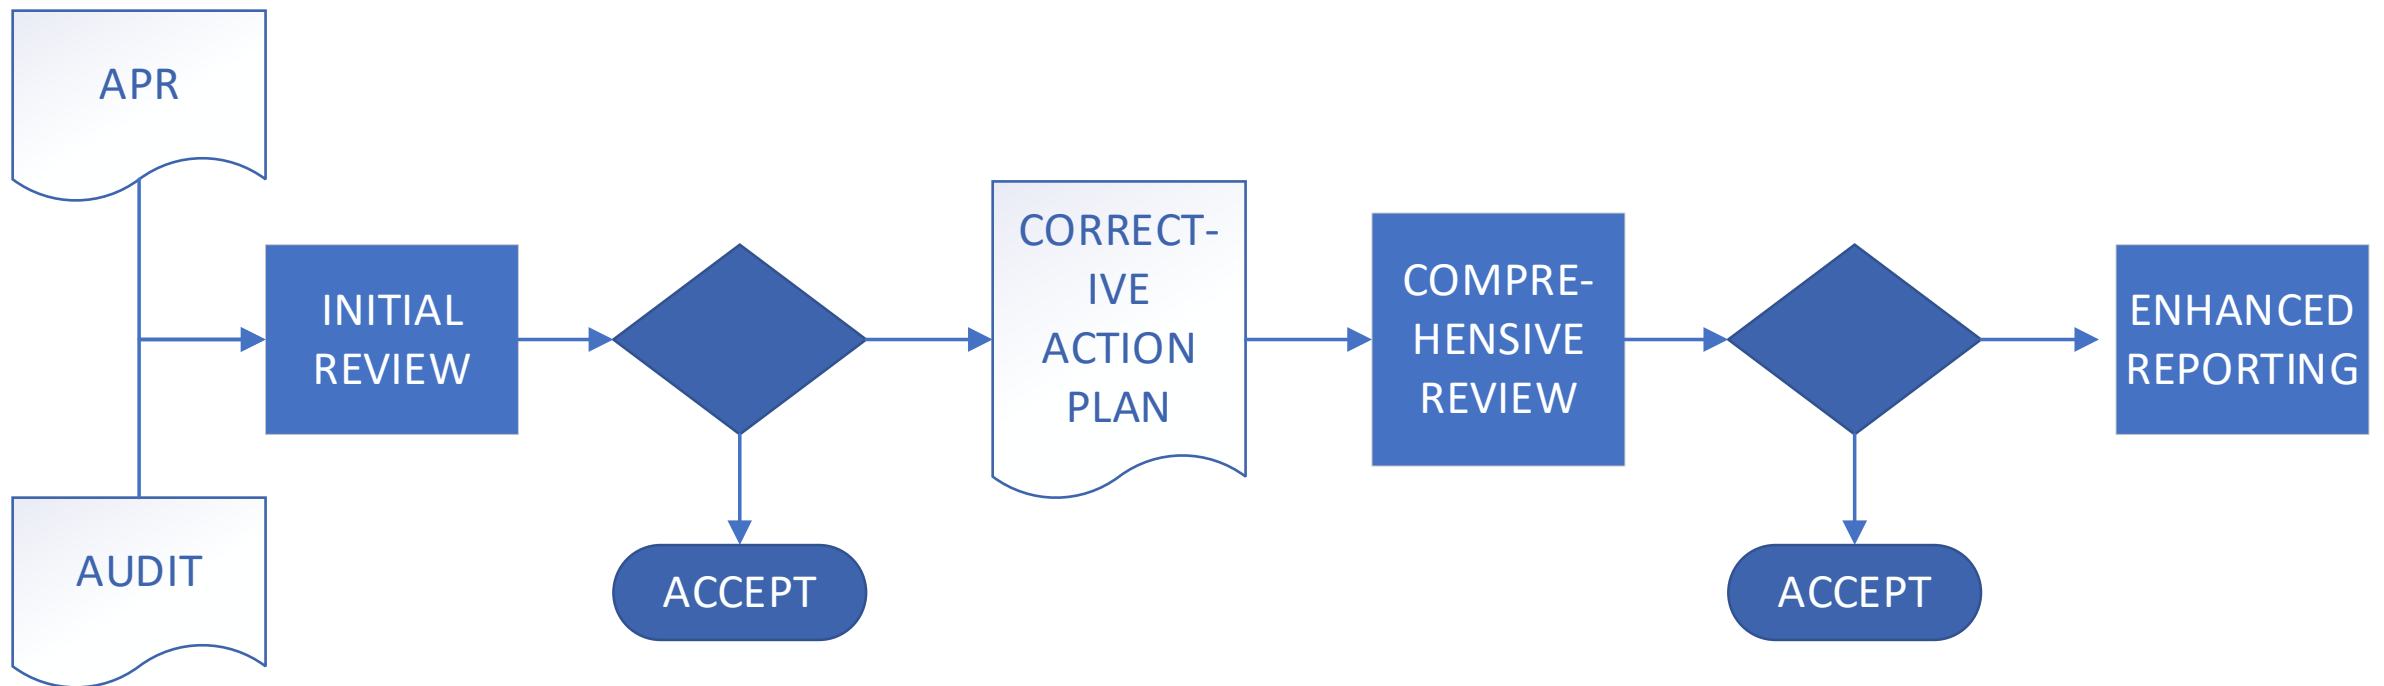 APR
AUDIT
INITIAL
REVIEW
ACCEPT
CORRECT-
IVE
ACTION
PLAN
COMPRE-
HENSIVE
REVIEW
ACCEPT
ENHANCED
REPORTING